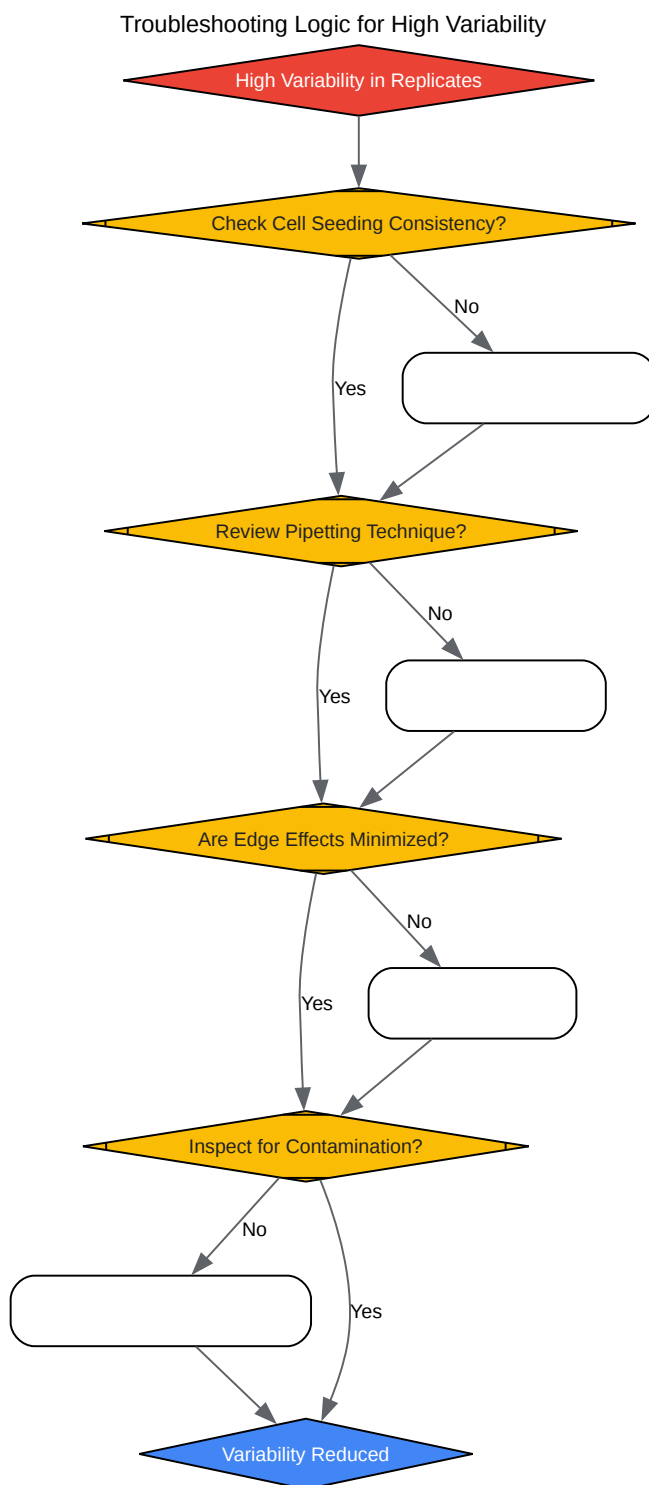 Troubleshooting Logic for High Variability
High Variability in Replicates
Check Cell Seeding Consistency?
No
Yes
Review Pipetting Technique?
No
Yes
Are Edge Effects Minimized?
No
Yes
Inspect for Contamination?
No
Yes
Variability Reduced